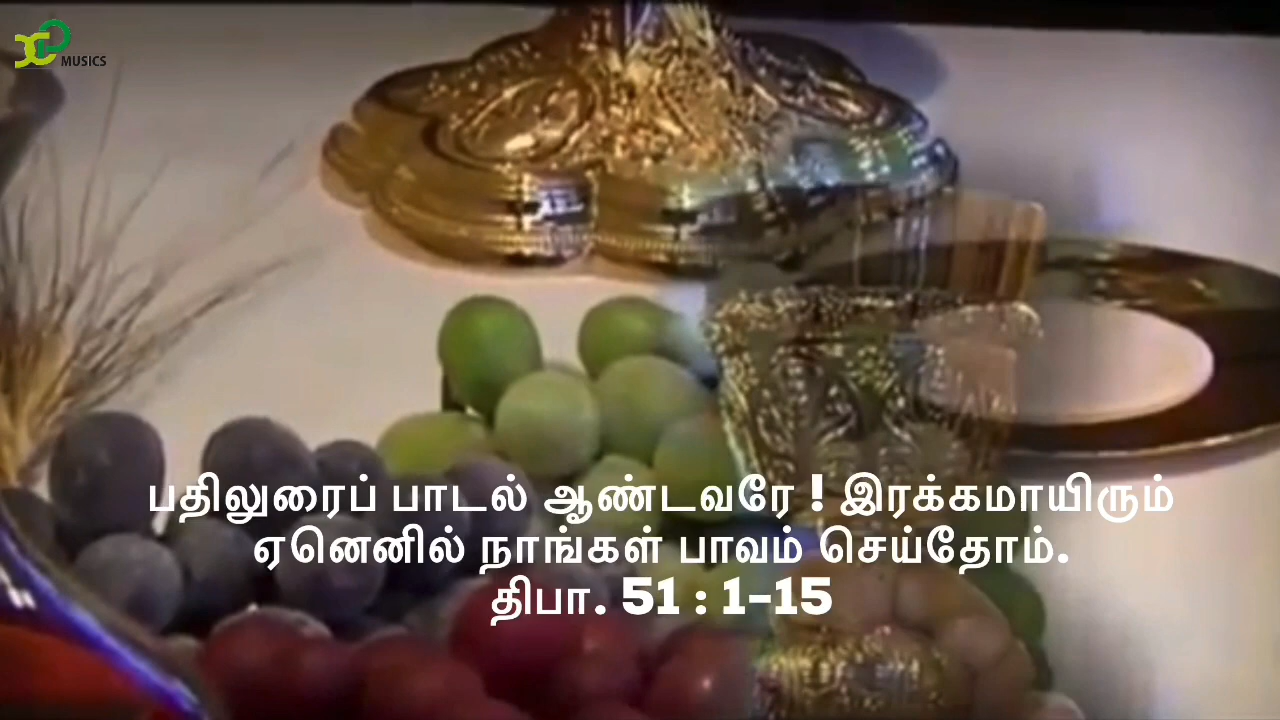 MUSICS
பதிலுரைப் பாடல் ஆண்டவரே ! இரக்கமாயிரும்
ஏனெனில் நாங்கள் பாவம் செய்தோம்.
திபா. 51 : 1-15